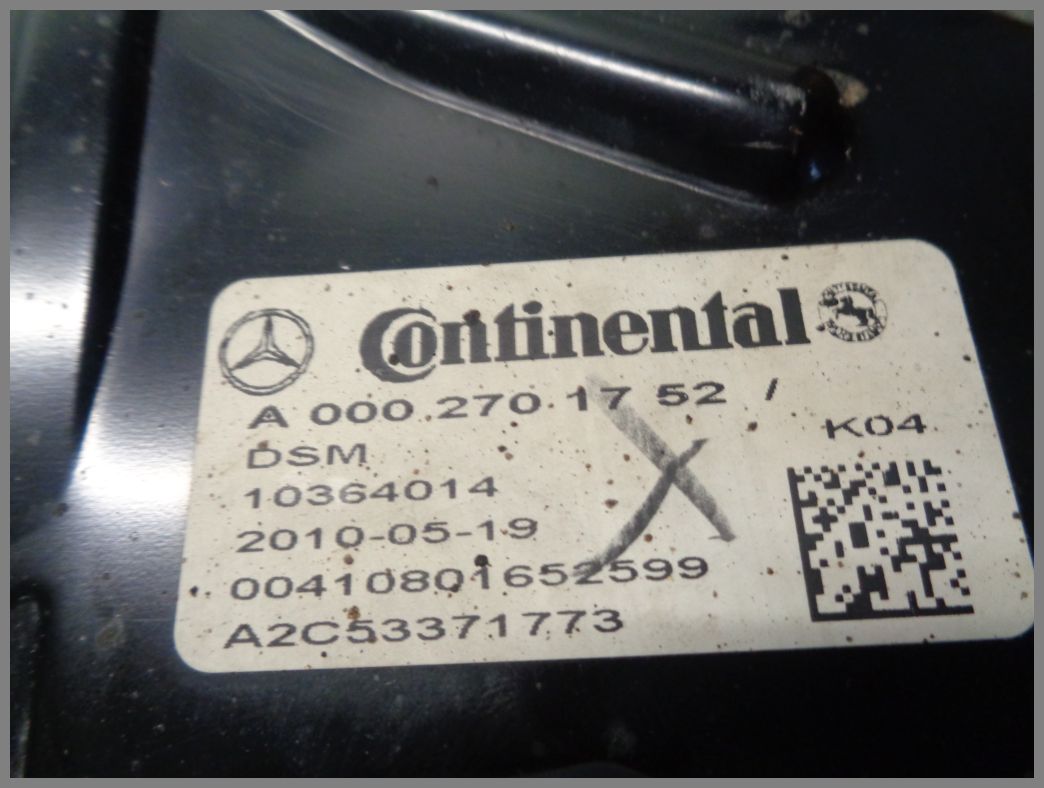 Continental
A 000 270 17 52 /
K04
DSM
10364014
2010-05-19
00410801652599
A2C53371773